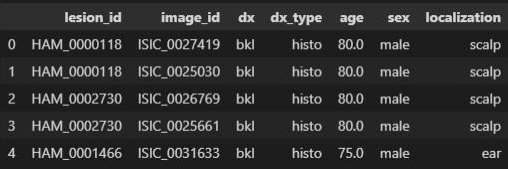 lesion_id image_id dx dx_type age sex localization
0 HAM_0000118 ISIC_0027419 bkl histo 80.0 male scalp
1 HAM_0000118 ISIC_0025030 bkl histo 80.0 male scalp
2 HAM_0002730 ISIC_0026769 bkl histo 80.0 male scalp
3 HAM_0002730 ISIC_0025661 bkl histo 80.0 male scalp
4 HAM_0001466 ISIC_0031633 bkl histo 75.0 male ear